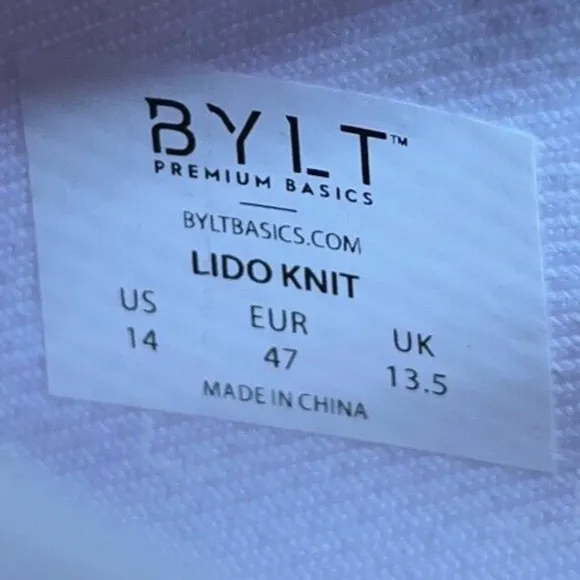 BYLT™
PREMIUM BASICS
BYLTBASICS.COM
LIDO KNIT
US EUR UK
14 47 13.5
MADE IN CHINA